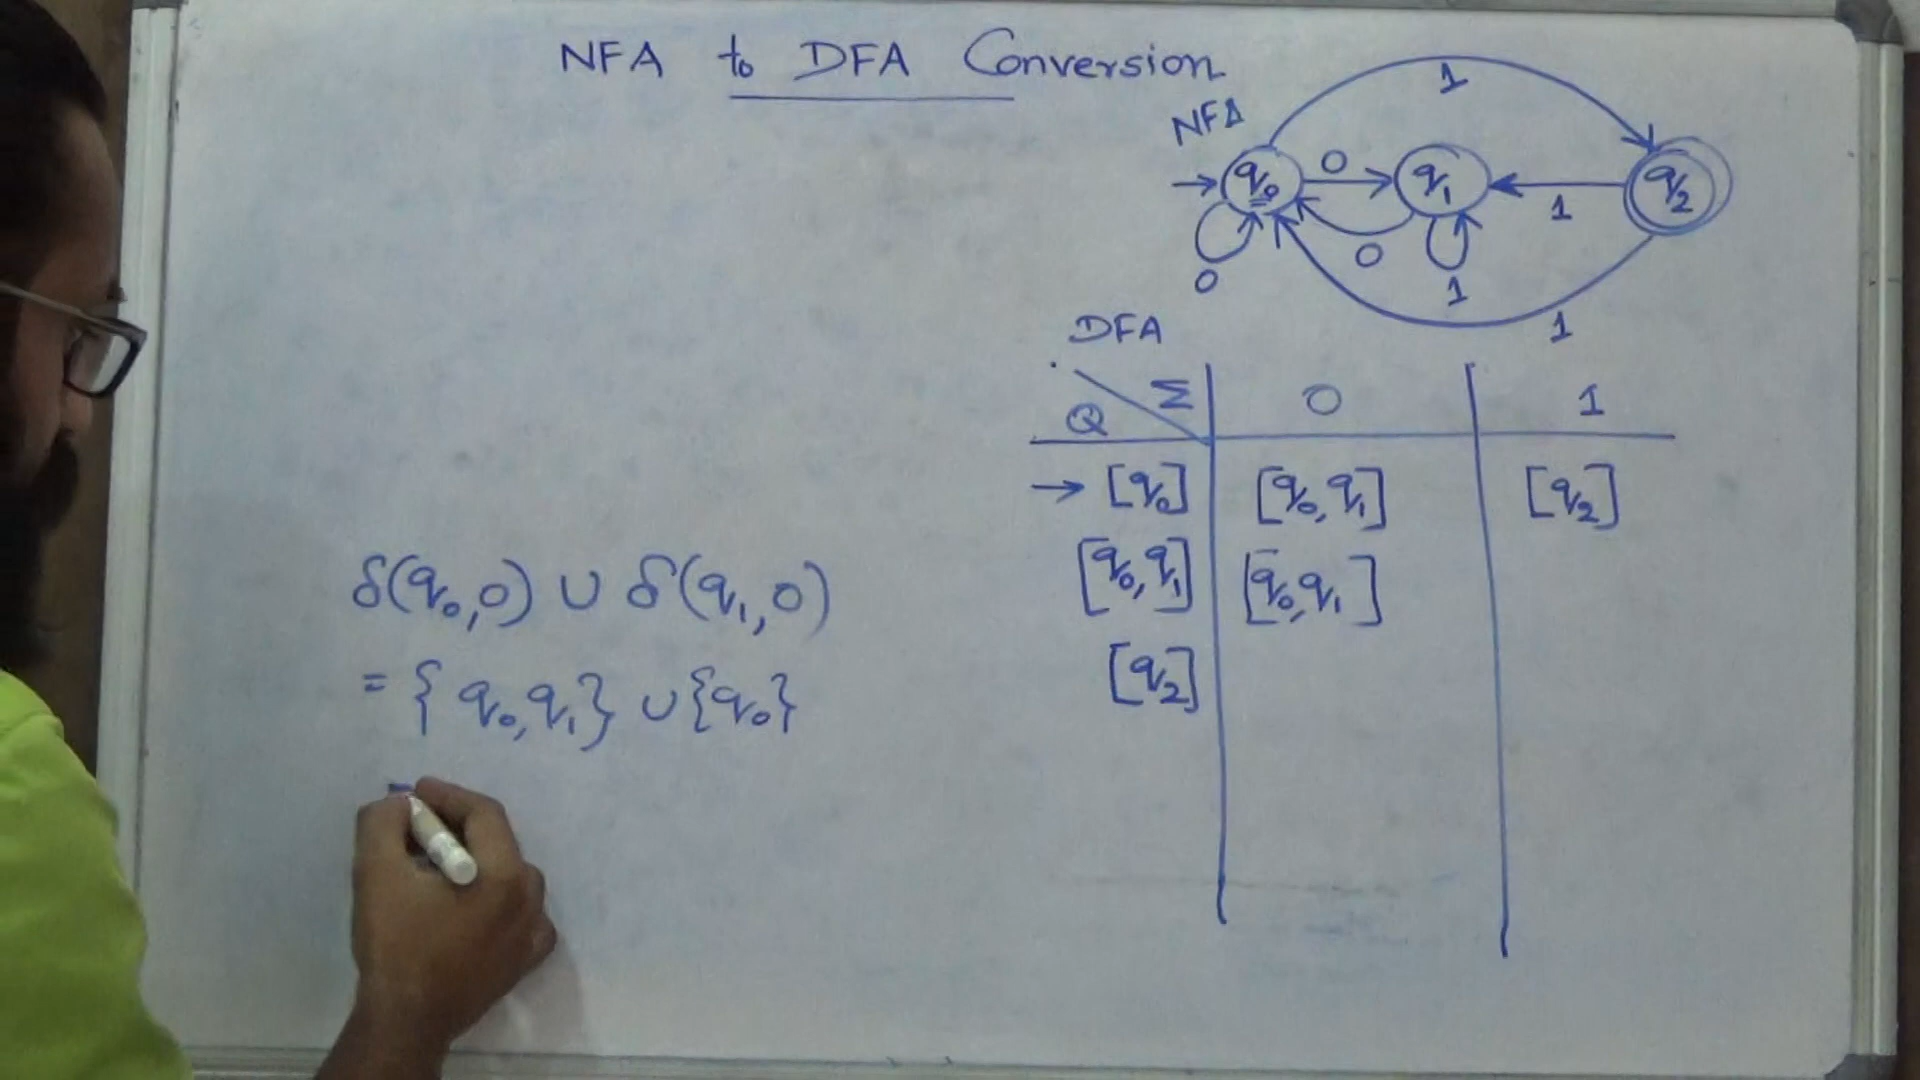 NFA to DFA Conversion
NFA
1
→ q0 0 q1 1 q2
0 0 1 1
DFA
Q Σ 0 1
→ [q0] [q0, q1] [q2]
[q0, q1] [q0, q1]
[q2]
δ(q0, 0) ∪ δ(q1, 0)
= { q0, q1} ∪ {q0}
=